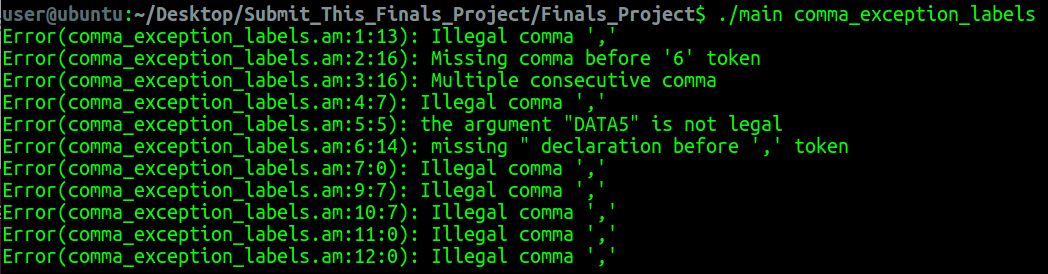 user@ubuntu:~/Desktop/Submit_This_Finals_Project/Finals_Project$ ./main comma_exception_labels
Error(comma_exception_labels.am:1:13): Illegal comma ','
Error(comma_exception_labels.am:2:16): Missing comma before '6' token
Error(comma_exception_labels.am:3:16): Multiple consecutive comma
Error(comma_exception_labels.am:4:7): Illegal comma ','
Error(comma_exception_labels.am:5:5): the argument "DATA5" is not legal
Error(comma_exception_labels.am:6:14): missing " declaration before ',' token
Error(comma_exception_labels.am:7:0): Illegal comma ','
Error(comma_exception_labels.am:9:7): Illegal comma ','
Error(comma_exception_labels.am:10:7): Illegal comma ','
Error(comma_exception_labels.am:11:0): Illegal comma ','
Error(comma_exception_labels.am:12:0): Illegal comma ','